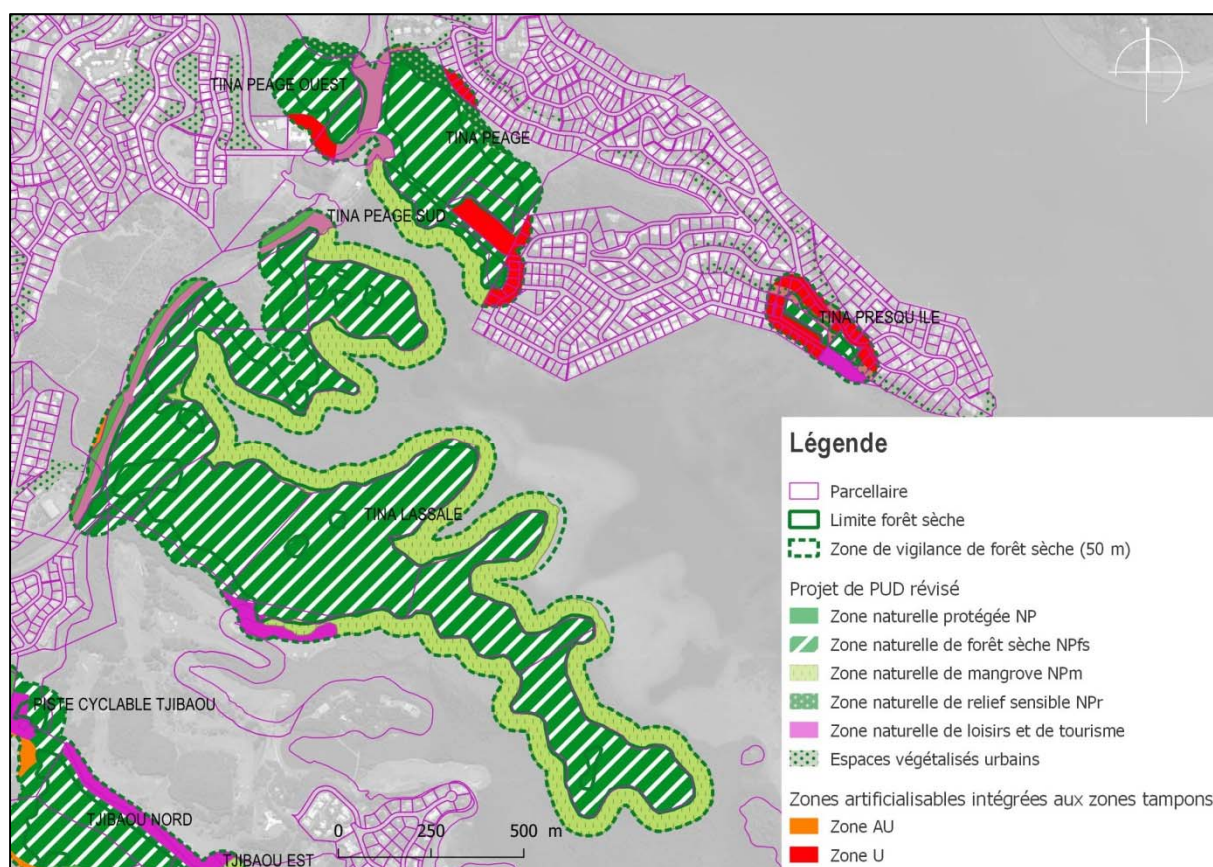 TINA PEAGE OUEST
TINA PEAGE
TINA PEAGE SUD
TINA PRESQU ILE
TINA LASSALE
PISTE CYCLABLE TJIBAOU
TJIBAOU NORD
TJIBAOU EST
0 250 500 m
Légende
Parcellaire
Limite forêt sèche
Zone de vigilance de forêt sèche (50 m)
Projet de PUD révisé
Zone naturelle protégée NP
Zone naturelle de forêt sèche NPfs
Zone naturelle de mangrove NPm
Zone naturelle de relief sensible NPr
Zone naturelle de loisirs et de tourisme
Espaces végétalisés urbains
Zones artificialisables intégrées aux zones tampons
Zone AU
Zone U